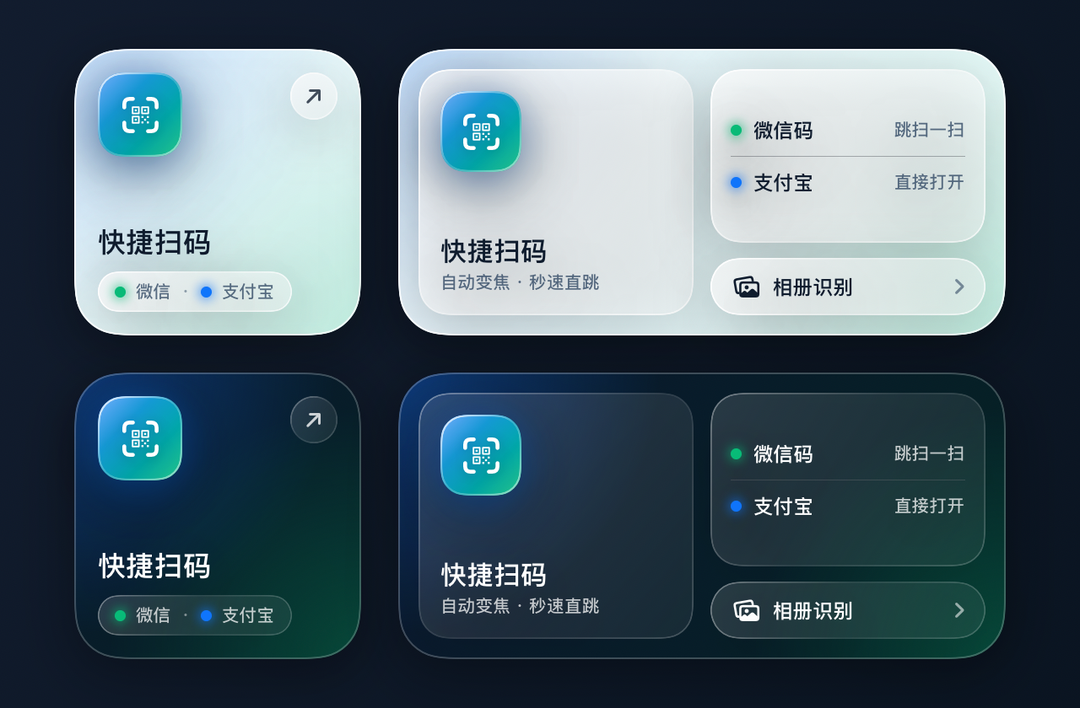 快捷扫码
微信 · 支付宝
快捷扫码
自动变焦 · 秒速直跳
微信码 跳扫一扫
支付宝 直接打开
相册识别
快捷扫码
微信 · 支付宝
快捷扫码
自动变焦 · 秒速直跳
微信码 跳扫一扫
支付宝 直接打开
相册识别